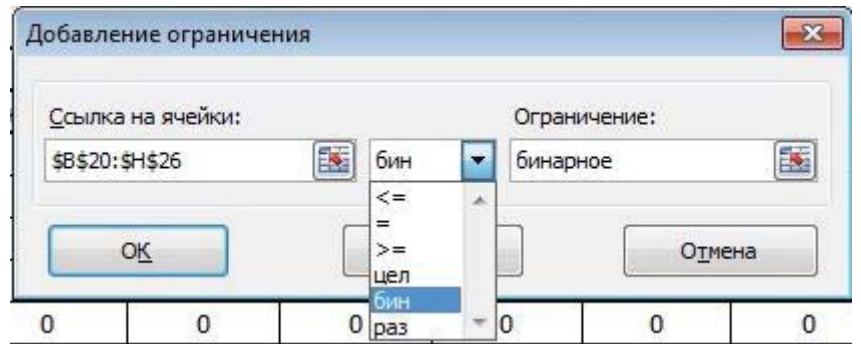 Добавление ограничения
Ссылка на ячейки:
Ограничение:
$B$20:$H$26
бин
бинарное
<=
=
>=
цел
бин
раз
OK
Отмена
0 0 0 0 0 0